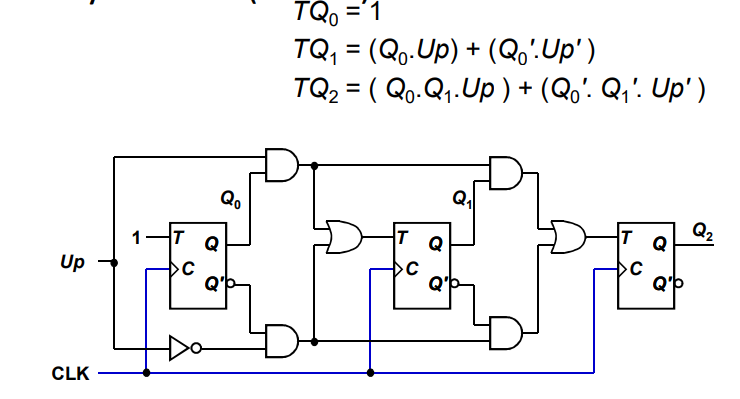 TQ₀ = 1
TQ₁ = (Q₀.Up) + (Q₀'.Up' )
TQ₂ = ( Q₀.Q₁.Up ) + (Q₀'. Q₁'. Up' )
Q₀
Q₁
1
T
Q
T
Q
T
Q
Q₂
Up
C
Q'
C
Q'
C
Q'
CLK